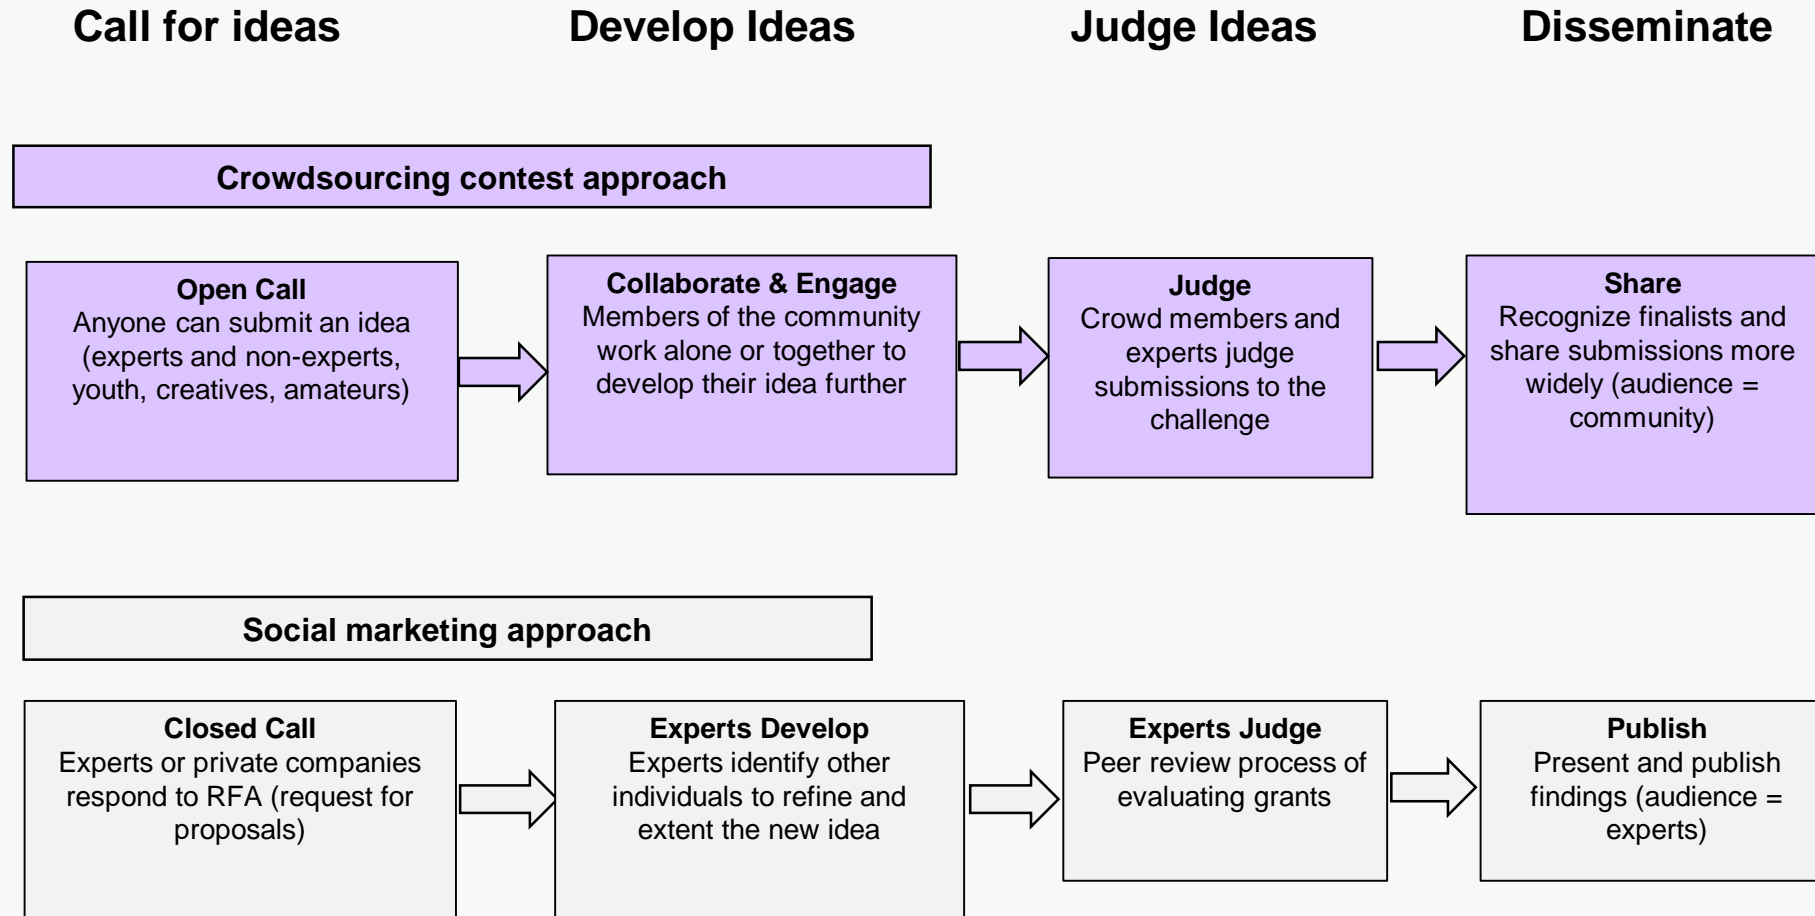 Call for ideas
Develop Ideas
Judge Ideas
Disseminate
Crowdsourcing contest approach
Open Call
Anyone can submit an idea
(experts and non-experts,
youth, creatives, amateurs)
Collaborate & Engage
Members of the community
work alone or together to
develop their idea further
Judge
Crowd members and
experts judge
submissions to the
challenge
Share
Recognize finalists and
share submissions more
widely (audience =
community)
Social marketing approach
Closed Call
Experts or private companies
respond to RFA (request for
proposals)
Experts Develop
Experts identify other
individuals to refine and
extent the new idea
Experts Judge
Peer review process of
evaluating grants
Publish
Present and publish
findings (audience =
experts)